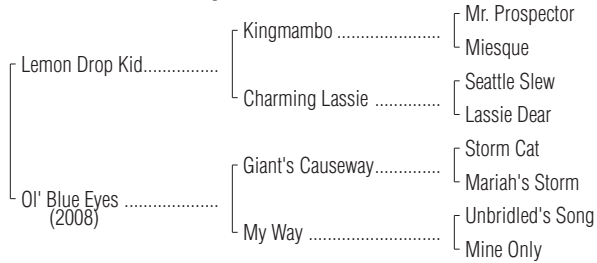 Mr. Prospector
Kingmambo ..................
Miesque
Lemon Drop Kid................
Seattle Slew
Charming Lassie ..............
Lassie Dear
Storm Cat
Giant's Causeway..............
Mariah's Storm
Ol' Blue Eyes ....................
(2008)
Unbridled's Song
My Way ............................
Mine Only